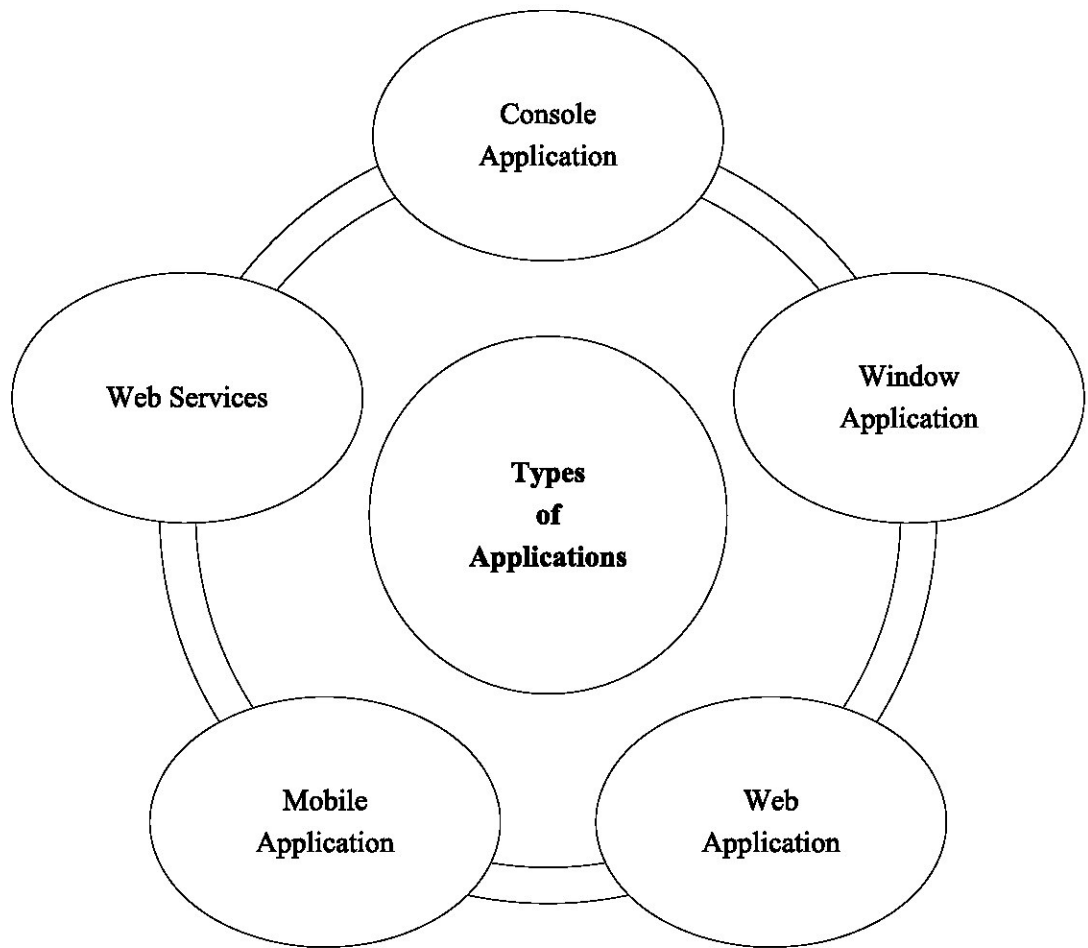 Console
Application
Window
Application
Web Services
Types
of
Applications
Mobile
Application
Web
Application